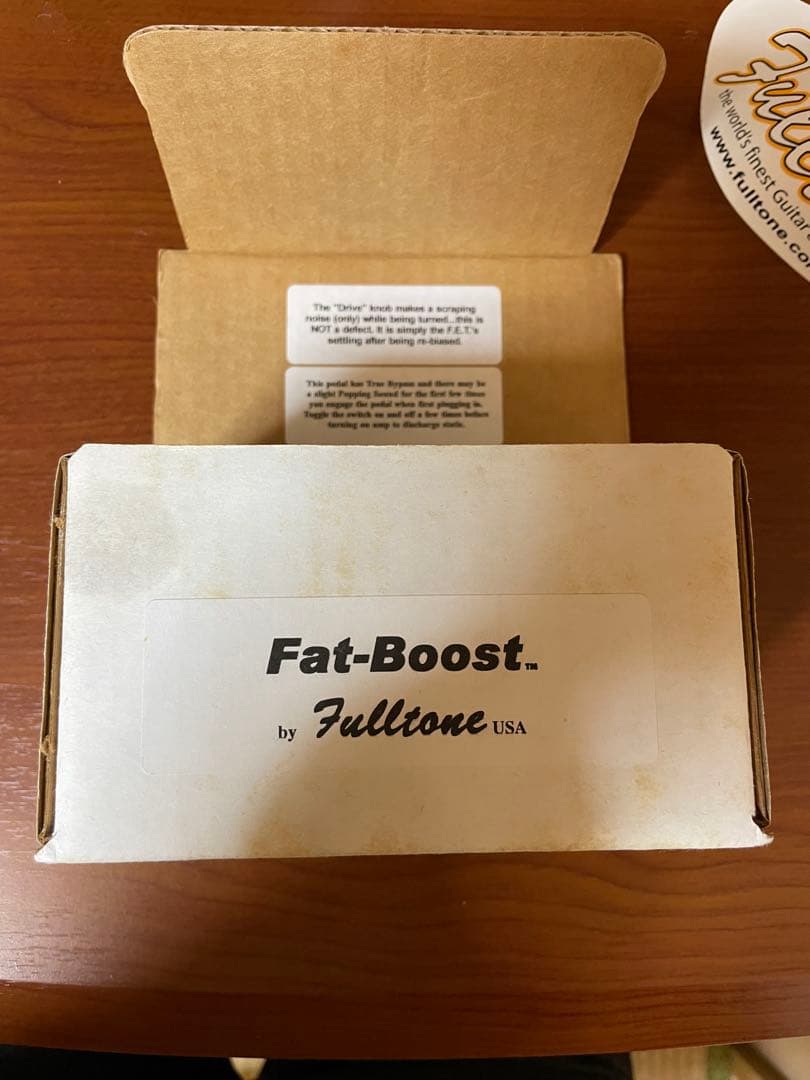 The "Drive" knob makes a scraping
noise (only) while being turned...this is
NOT a defect. It is simply the F.E.T.'s
settling after being re-biased.
This pedal has True Bypass and there may be
a slight Popping Sound for the first few times
you engage the pedal when first plugging in.
Toggle the switch on and off a few times before
turning on amp to discharge static.
Fat-Boost™
by Fulltone USA
the world's finest Guitar
www.fulltone.co